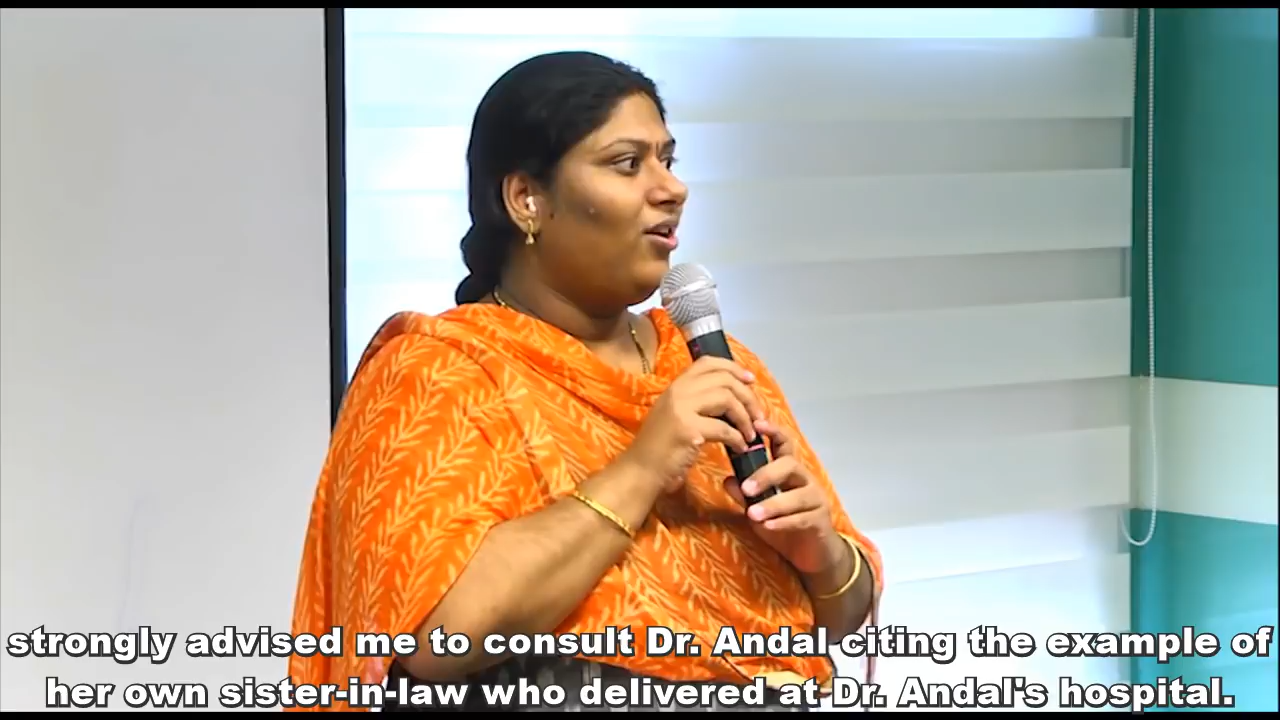 strongly advised me to consult Dr. Andal citing the example of
her own sister-in-law who delivered at Dr. Andal's hospital.